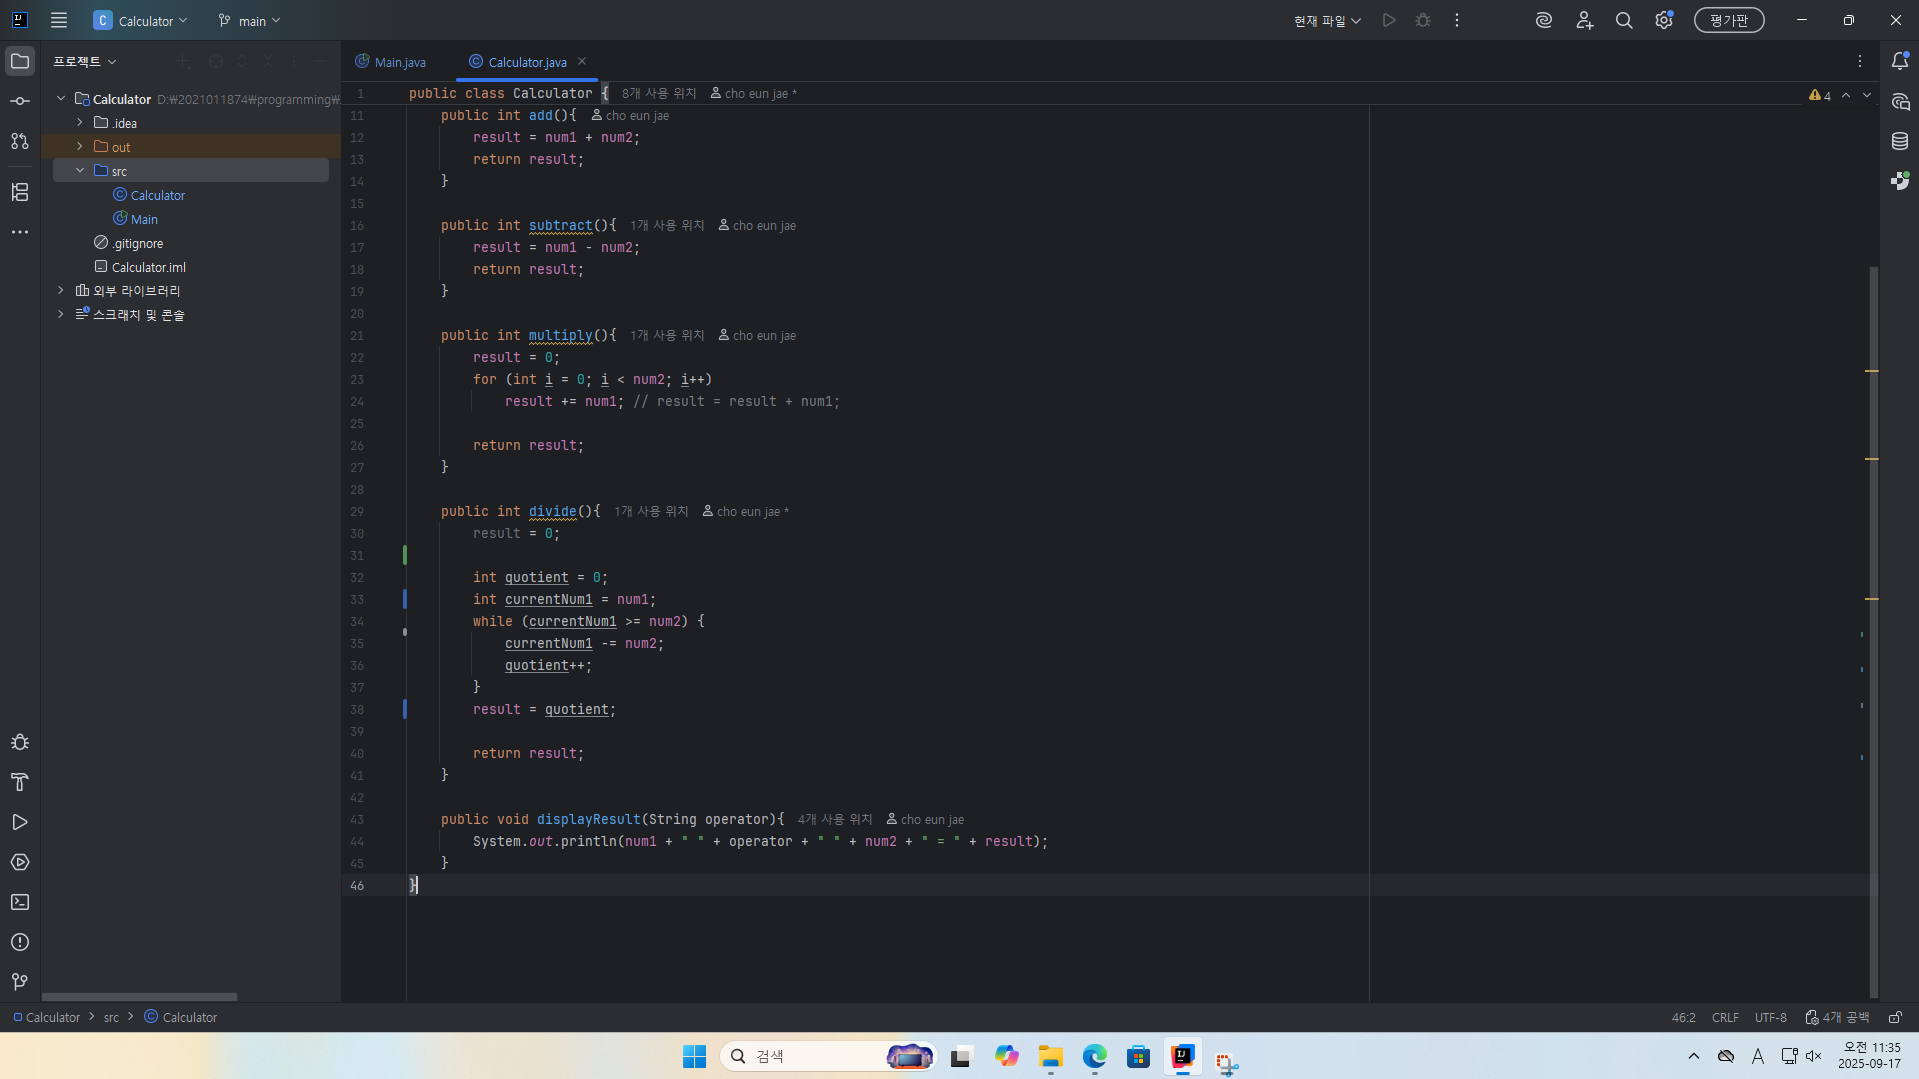 Calculator
main
현재 파일
평가판
프로젝트
Calculator D:₩2021011874₩programming₩
.idea
out
src
Calculator
Main
.gitignore
Calculator.iml
외부 라이브러리
스크래치 및 콘솔
Main.java
Calculator.java
1 public class Calculator { 8개 사용 위치 cho eun jae *
4
11 public int add(){ cho eun jae
12 result = num1 + num2;
13 return result;
14 }
15
16 public int subtract(){ 1개 사용 위치 cho eun jae
17 result = num1 - num2;
18 return result;
19 }
20
21 public int multiply(){ 1개 사용 위치 cho eun jae
22 result = 0;
23 for (int i = 0; i < num2; i++)
24 result += num1; // result = result + num1;
25
26 return result;
27 }
28
29 public int divide(){ 1개 사용 위치 cho eun jae *
30 result = 0;
31
32 int quotient = 0;
33 int currentNum1 = num1;
34 while (currentNum1 >= num2) {
35 currentNum1 -= num2;
36 quotient++;
37 }
38 result = quotient;
39
40 return result;
41 }
42
43 public void displayResult(String operator){ 4개 사용 위치 cho eun jae
44 System.out.println(num1 + " " + operator + " " + num2 + " = " + result);
45 }
46 }
Calculator > src > Calculator
46:2 CRLF UTF-8 4개 공백
검색
A
오전 11:35
2025-09-17